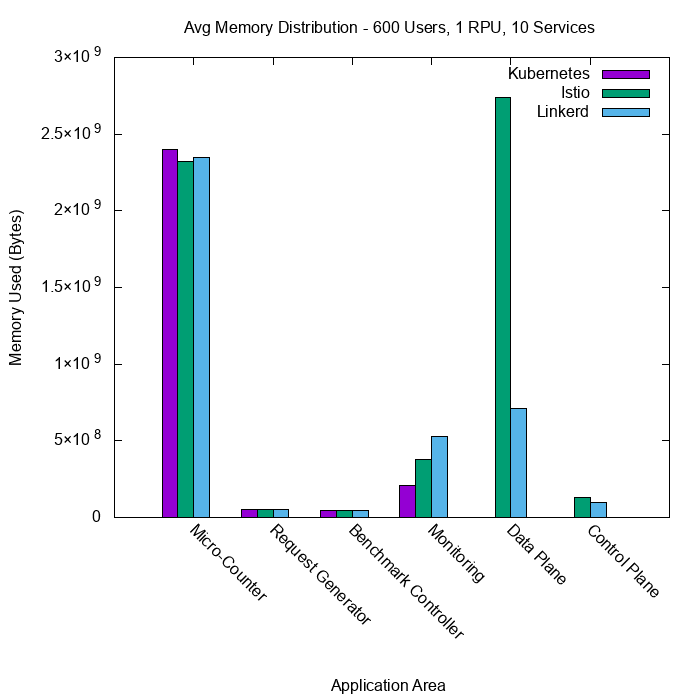 Avg Memory Distribution - 600 Users, 1 RPU, 10 Services
Kubernetes
Istio
Linkerd
Memory Used (Bytes)
3×10⁹
2.5×10⁹
2×10⁹
1.5×10⁹
1×10⁹
5×10⁸
0
Micro-Counter
Request Generator
Benchmark Controller
Monitoring
Data Plane
Control Plane
Application Area